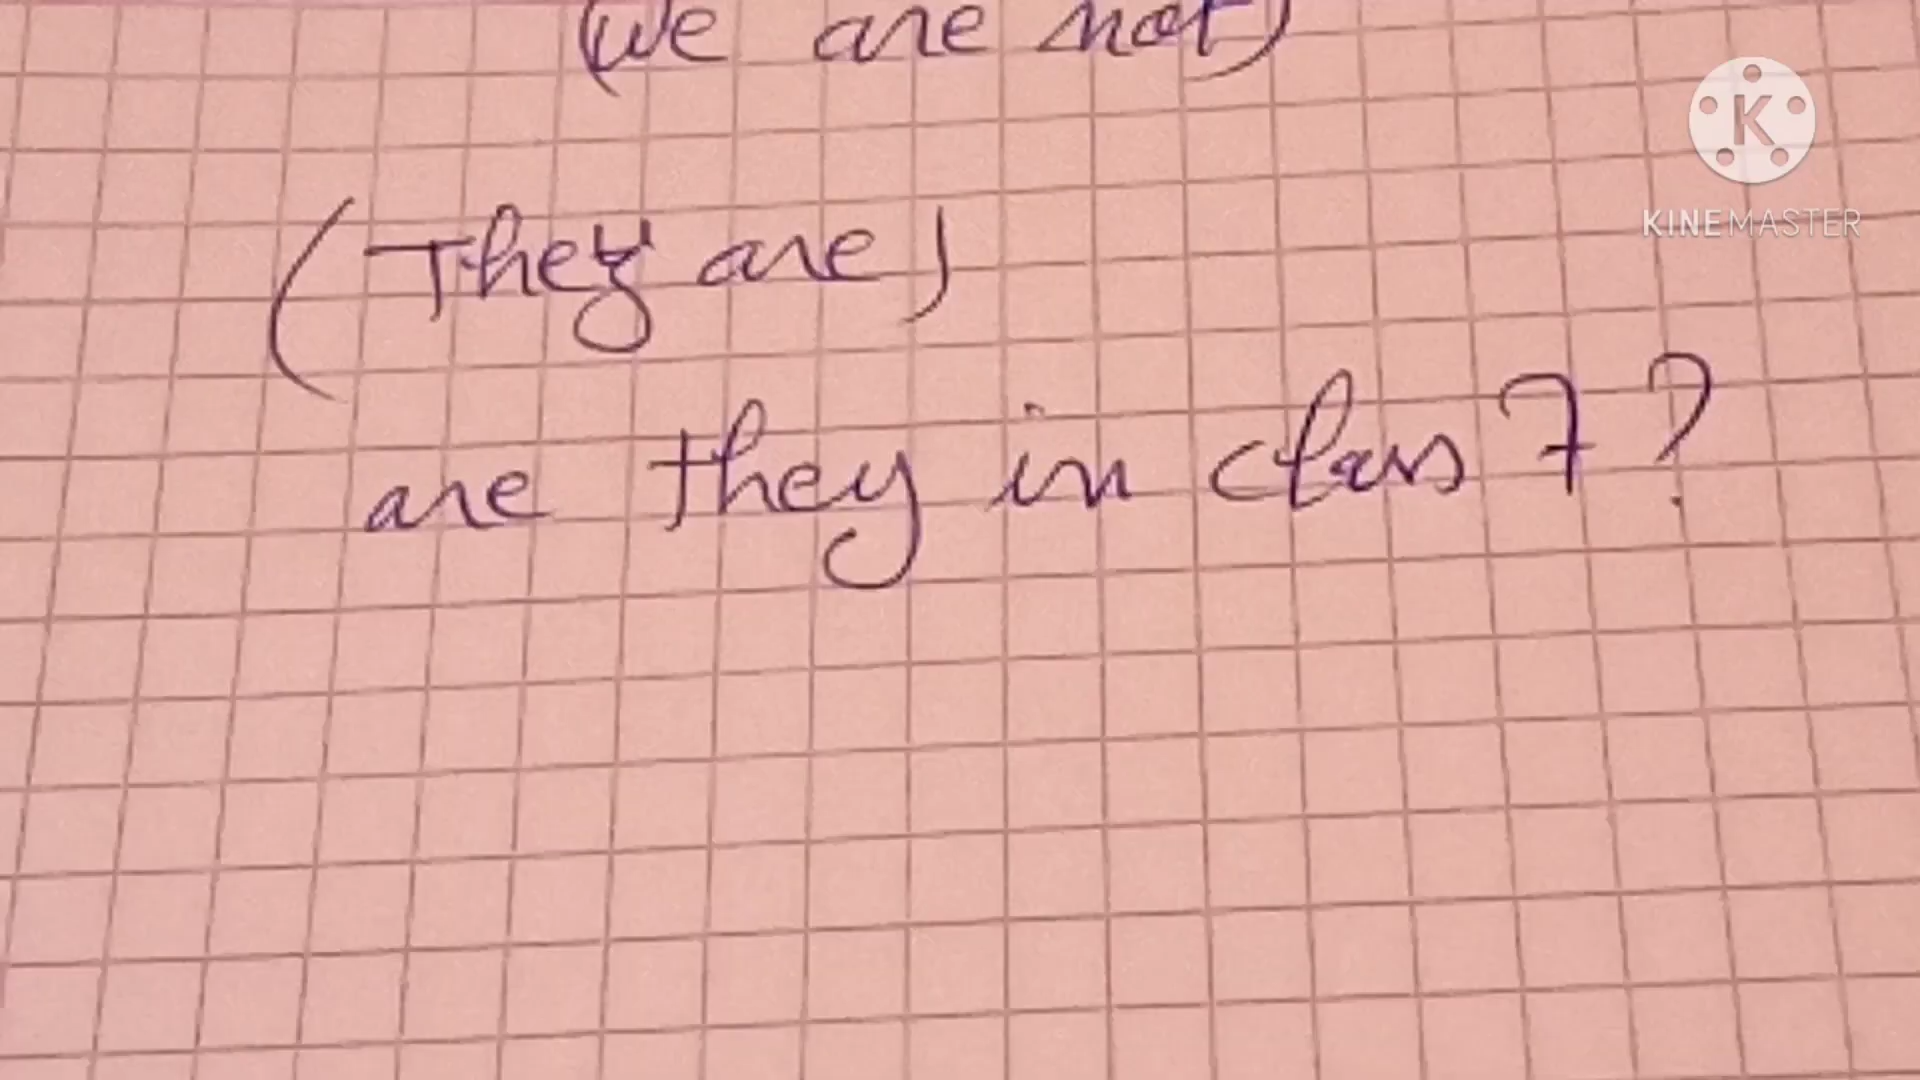 (we are not)
K
KINEMASTER
(They are)
are they in class 7?